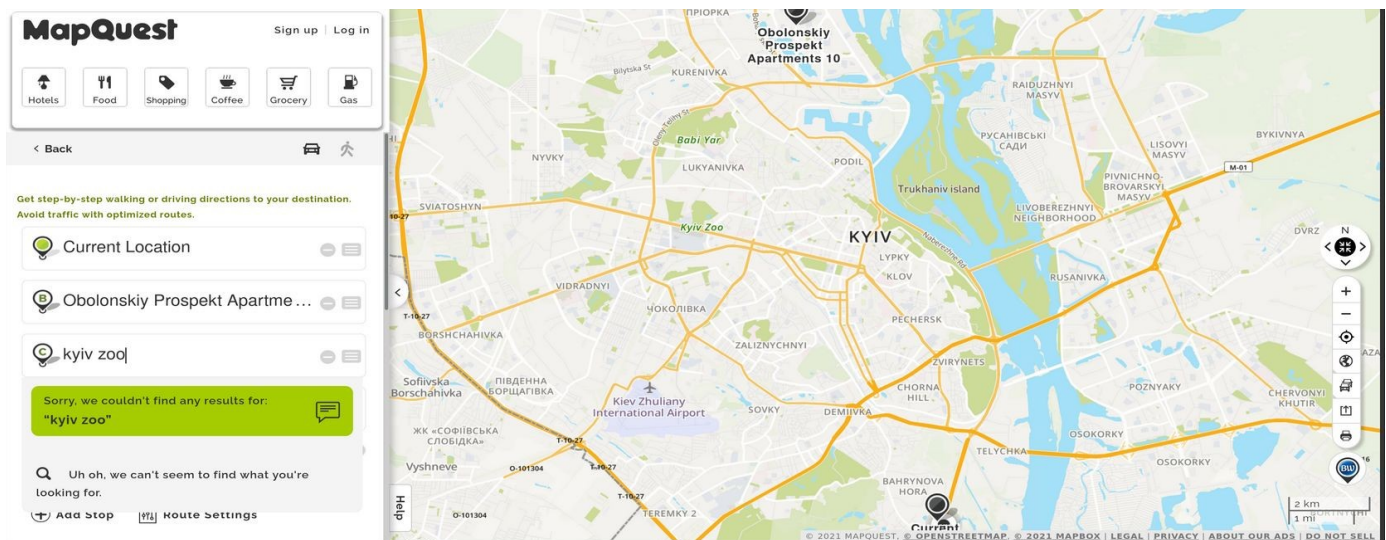 MapQuest
Sign up | Log in
Hotels
Food
Shopping
Coffee
Grocery
Gas
< Back
Get step-by-step walking or driving directions to your destination.
Avoid traffic with optimized routes.
Current Location
B
Obolonskiy Prospekt Apartme...
C
kyiv zoo
Sorry, we couldn't find any results for:
"kyiv zoo"
Uh oh, we can't seem to find what you're
looking for.
Add Stop
Route Settings
ПРІОРКА
Obolonskiy
Prospekt
Apartments 10
Bilytska St
KURENIVKA
Oleny Telihy St
Babi Yar
NYVKY
LUKYANIVKA
PODIL
RAIDUZHNYI
MASYV
РУСАНІВСЬКІ
САДИ
LISOVYI
MASYV
BYKIVNYA
M-01
PIVNICHNO-
BROVARSKYI
MASYV
Trukhaniv island
SVIATOSHYN
Kyiv Zoo
KYIV
Naberezhne Rd
LIVOBEREZHNYI
NEIGHBORHOOD
DVRZ
N
LYPKY
KLOV
RUSANIVKA
VIDRADNYI
ЧОКОЛІВКА
PECHERSK
T-10-27
BORSHCHAHIVKA
ZALIZNYCHNYI
ZVIRYNETS
Sofiivska
Borschahivka
ПІВДЕННА
БОРЩАГІВКА
Kiev Zhuliany
International Airport
SOVKY
CHORNA
HILL
DEMIIVKA
POZNYAKY
CHERVONYI
KHUTIR
ЖК «СОФІЇВСЬКА
СЛОБІДКА»
T-10-27
TELYCHKA
OSOKORKY
OSOKORKY
Vyshneve
O-101304
T-10-27
BW
BAHRYNOVA
HORA
Help
T-10-27
O-101304
TEREMKY 2
Current
2 km
1 mi
© 2021 MAPQUEST, © OPENSTREETMAP, © 2021 MAPBOX | LEGAL | PRIVACY | ABOUT OUR ADS | DO NOT SELL